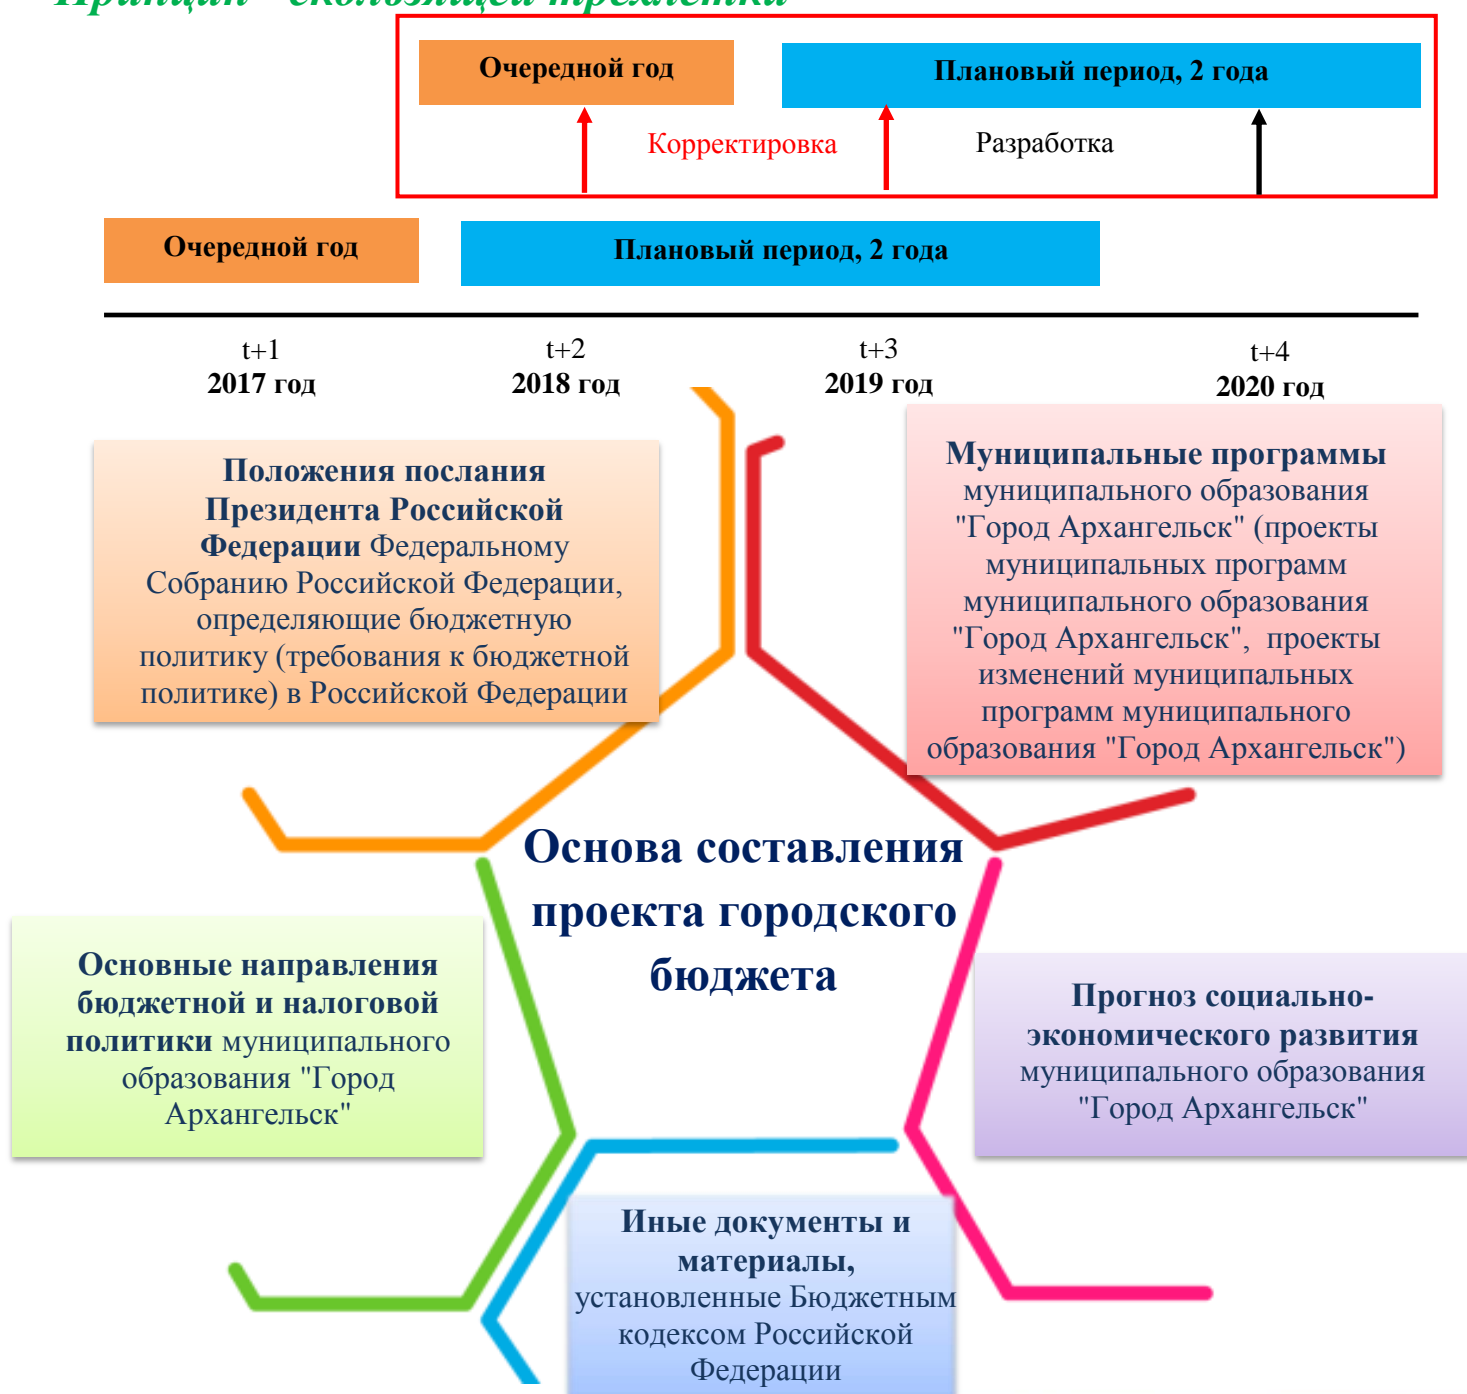 Принцип "скользящей трехлетки"
Очередной год
Плановый период, 2 года
Корректировка
Разработка
Очередной год
Плановый период, 2 года
t+1
2017 год
t+2
2018 год
t+3
2019 год
t+4
2020 год
Положения послания
Президента Российской
Федерации Федеральному
Собранию Российской Федерации,
определяющие бюджетную
политику (требования к бюджетной
политике) в Российской Федерации
Муниципальные программы
муниципального образования
"Город Архангельск" (проекты
муниципальных программ
муниципального образования
"Город Архангельск", проекты
изменений муниципальных
программ муниципального
образования "Город Архангельск")
Основа составления
проекта городского
бюджета
Основные направления
бюджетной и налоговой
политики муниципального
образования "Город
Архангельск"
Прогноз социально-
экономического развития
муниципального образования
"Город Архангельск"
Иные документы и
материалы,
установленные Бюджетным
кодексом Российской
Федерации